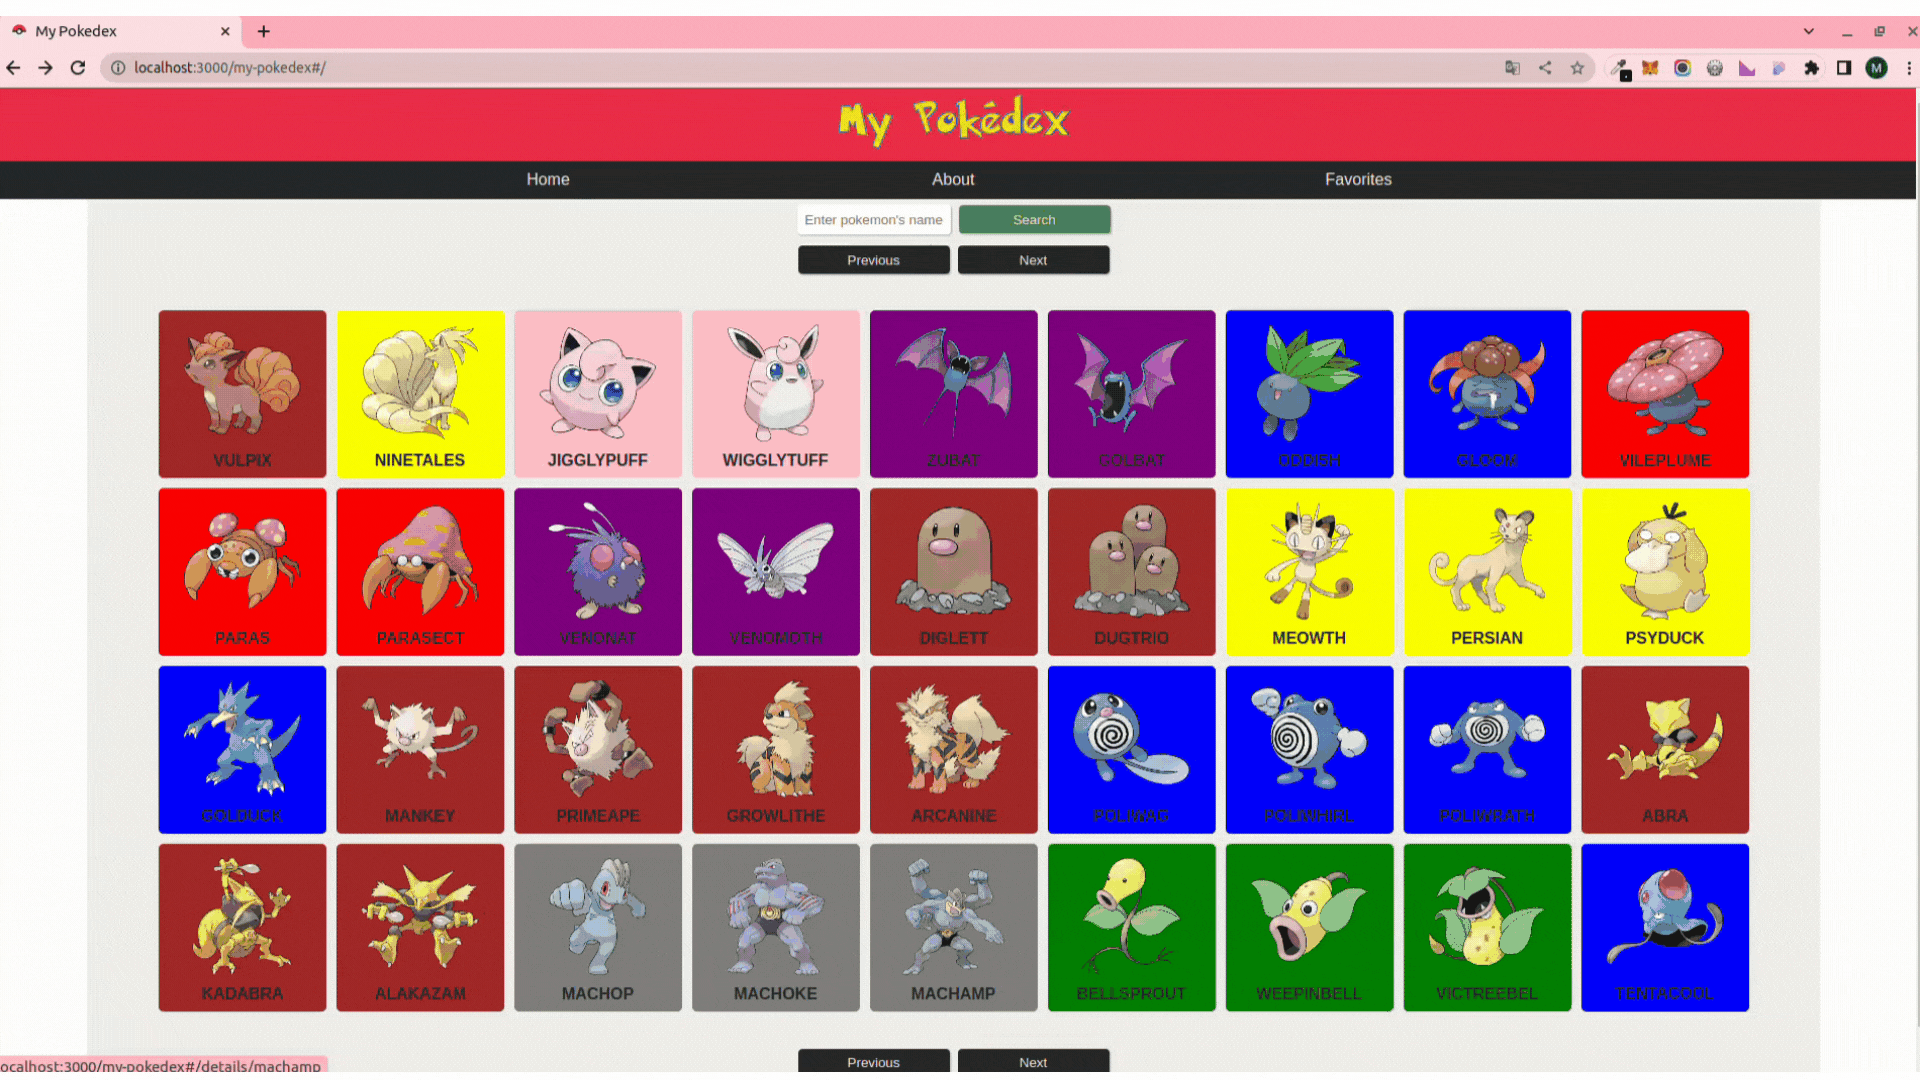 My Pokedex
localhost:3000/my-pokedex#/
M
My Pokédex
Home About Favorites
Enter pokemon's name Search
Previous Next
VULPIX NINETALES JIGGLYPUFF WIGGLYTUFF ZUBAT GOLBAT ODDISH GLOOM VILEPLUME
PARAS PARASECT VENONAT VENOMOTH DIGLETT DUGTRIO MEOWTH PERSIAN PSYDUCK
GOLDUCK MANKEY PRIMEAPE GROWLITHE ARCANINE POLIWAG POLIWHIRL POLIWRATH ABRA
KADABRA ALAKAZAM MACHOP MACHOKE MACHAMP BELLSPROUT WEEPINBELL VICTREEBEL TENTACOOL
Previous Next
ocalhost:3000/my-pokedex#/details/machamp